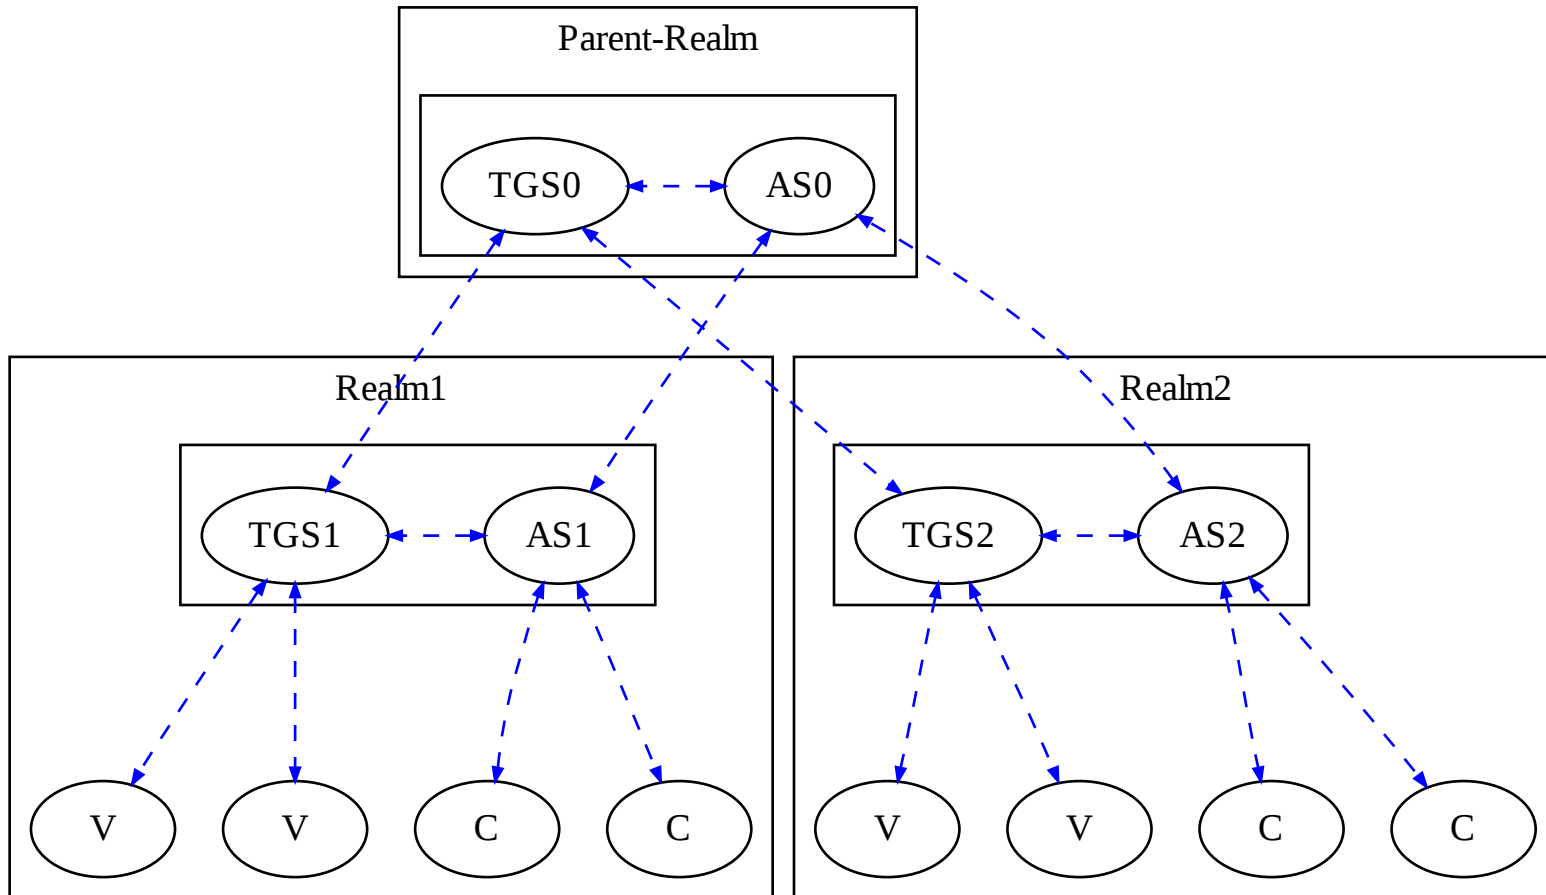 Parent-Realm
TGS0 AS0
Realm1 Realm2
TGS1 AS1 TGS2 AS2
V V C C V V C C